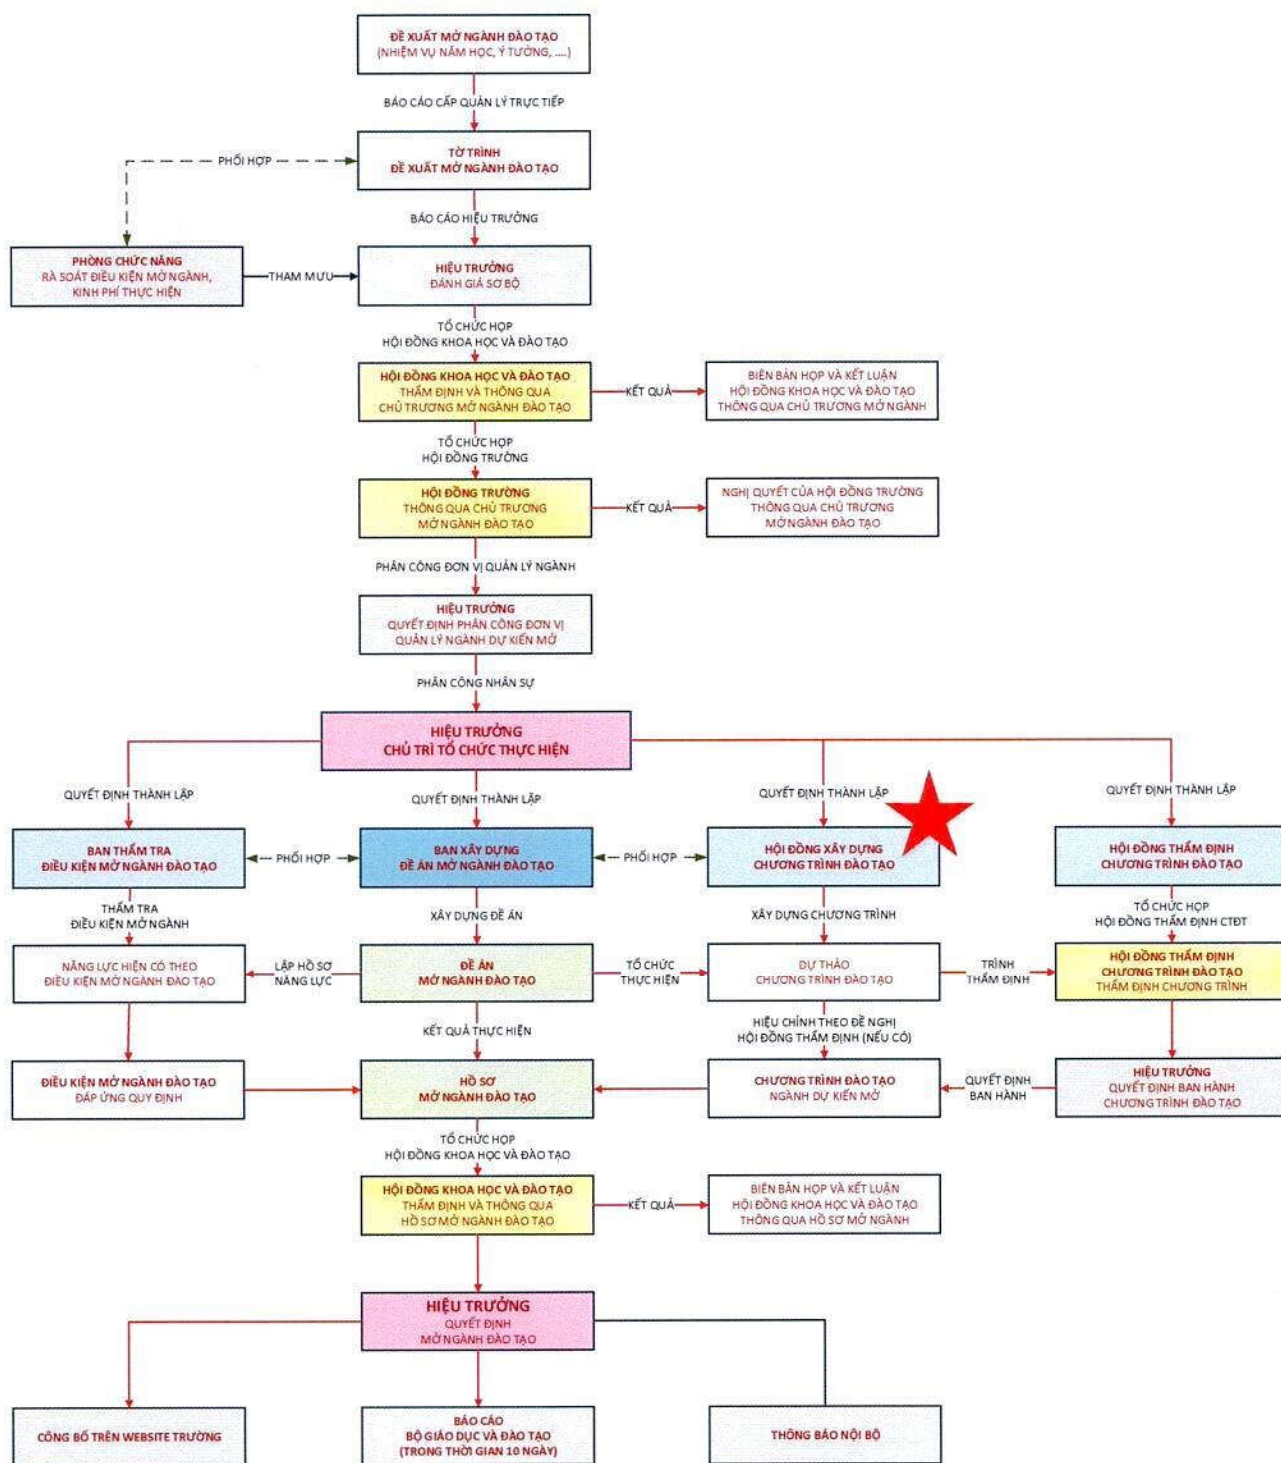 ĐỀ XUẤT MỞ NGÀNH ĐÀO TẠO
(NHIỆM VỤ NĂM HỌC, Ý TƯỞNG, ....)
BÁO CÁO CẤP QUẢN LÝ TRỰC TIẾP
PHỐI HỢP
TỜ TRÌNH
ĐỀ XUẤT MỞ NGÀNH ĐÀO TẠO
BÁO CÁO HIỆU TRƯỞNG
PHÒNG CHỨC NĂNG
RÀ SOÁT ĐIỀU KIỆN MỞ NGÀNH,
KINH PHÍ THỰC HIỆN
THAM MƯU
HIỆU TRƯỞNG
ĐÁNH GIÁ SƠ BỘ
TỔ CHỨC HỌP
HỘI ĐỒNG KHOA HỌC VÀ ĐÀO TẠO
HỘI ĐỒNG KHOA HỌC VÀ ĐÀO TẠO
THẨM ĐỊNH VÀ THÔNG QUA
CHỦ TRƯƠNG MỞ NGÀNH ĐÀO TẠO
KẾT QUẢ
BIÊN BẢN HỌP VÀ KẾT LUẬN
HỘI ĐỒNG KHOA HỌC VÀ ĐÀO TẠO
THÔNG QUA CHỦ TRƯƠNG MỞ NGÀNH
TỔ CHỨC HỌP
HỘI ĐỒNG TRƯỜNG
HỘI ĐỒNG TRƯỜNG
THÔNG QUA CHỦ TRƯƠNG
MỞ NGÀNH ĐÀO TẠO
KẾT QUẢ
NGHỊ QUYẾT CỦA HỘI ĐỒNG TRƯỜNG
THÔNG QUA CHỦ TRƯƠNG
MỞ NGÀNH ĐÀO TẠO
PHÂN CÔNG ĐƠN VỊ QUẢN LÝ NGÀNH
HIỆU TRƯỞNG
QUYẾT ĐỊNH PHÂN CÔNG ĐƠN VỊ
QUẢN LÝ NGÀNH DỰ KIẾN MỞ
PHÂN CÔNG NHÂN SỰ
HIỆU TRƯỞNG
CHỦ TRÌ TỔ CHỨC THỰC HIỆN
QUYẾT ĐỊNH THÀNH LẬP
QUYẾT ĐỊNH THÀNH LẬP
QUYẾT ĐỊNH THÀNH LẬP
QUYẾT ĐỊNH THÀNH LẬP
BAN THẨM TRA
ĐIỀU KIỆN MỞ NGÀNH ĐÀO TẠO
PHỐI HỢP
BAN XÂY DỰNG
ĐỀ ÁN MỞ NGÀNH ĐÀO TẠO
PHỐI HỢP
HỘI ĐỒNG XÂY DỰNG
CHƯƠNG TRÌNH ĐÀO TẠO
HỘI ĐỒNG THẨM ĐỊNH
CHƯƠNG TRÌNH ĐÀO TẠO
THẨM TRA
ĐIỀU KIỆN MỞ NGÀNH
XÂY DỰNG ĐỀ ÁN
XÂY DỰNG CHƯƠNG TRÌNH
TỔ CHỨC HỌP
HỘI ĐỒNG THẨM ĐỊNH CTĐT
NĂNG LỰC HIỆN CÓ THEO
ĐIỀU KIỆN MỞ NGÀNH ĐÀO TẠO
LẬP HỒ SƠ
NĂNG LỰC
ĐỀ ÁN
MỞ NGÀNH ĐÀO TẠO
TỔ CHỨC
THỰC HIỆN
DỰ THẢO
CHƯƠNG TRÌNH ĐÀO TẠO
TRÌNH
THẨM ĐỊNH
HỘI ĐỒNG THẨM ĐỊNH
CHƯƠNG TRÌNH ĐÀO TẠO
THẨM ĐỊNH CHƯƠNG TRÌNH
KẾT QUẢ THỰC HIỆN
HIỆU CHỈNH THEO ĐỀ NGHỊ
HỘI ĐỒNG THẨM ĐỊNH (NẾU CÓ)
ĐIỀU KIỆN MỞ NGÀNH ĐÀO TẠO
ĐÁP ỨNG QUY ĐỊNH
HỒ SƠ
MỞ NGÀNH ĐÀO TẠO
CHƯƠNG TRÌNH ĐÀO TẠO
NGÀNH DỰ KIẾN MỞ
QUYẾT ĐỊNH
BAN HÀNH
HIỆU TRƯỞNG
QUYẾT ĐỊNH BAN HÀNH
CHƯƠNG TRÌNH ĐÀO TẠO
TỔ CHỨC HỌP
HỘI ĐỒNG KHOA HỌC VÀ ĐÀO TẠO
HỘI ĐỒNG KHOA HỌC VÀ ĐÀO TẠO
THẨM ĐỊNH VÀ THÔNG QUA
HỒ SƠ MỞ NGÀNH ĐÀO TẠO
KẾT QUẢ
BIÊN BẢN HỌP VÀ KẾT LUẬN
HỘI ĐỒNG KHOA HỌC VÀ ĐÀO TẠO
THÔNG QUA HỒ SƠ MỞ NGÀNH
HIỆU TRƯỞNG
QUYẾT ĐỊNH
MỞ NGÀNH ĐÀO TẠO
CÔNG BỐ TRÊN WEBSITE TRƯỜNG
BÁO CÁO
BỘ GIÁO DỤC VÀ ĐÀO TẠO
(TRONG THỜI GIAN 10 NGÀY)
THÔNG BÁO NỘI BỘ